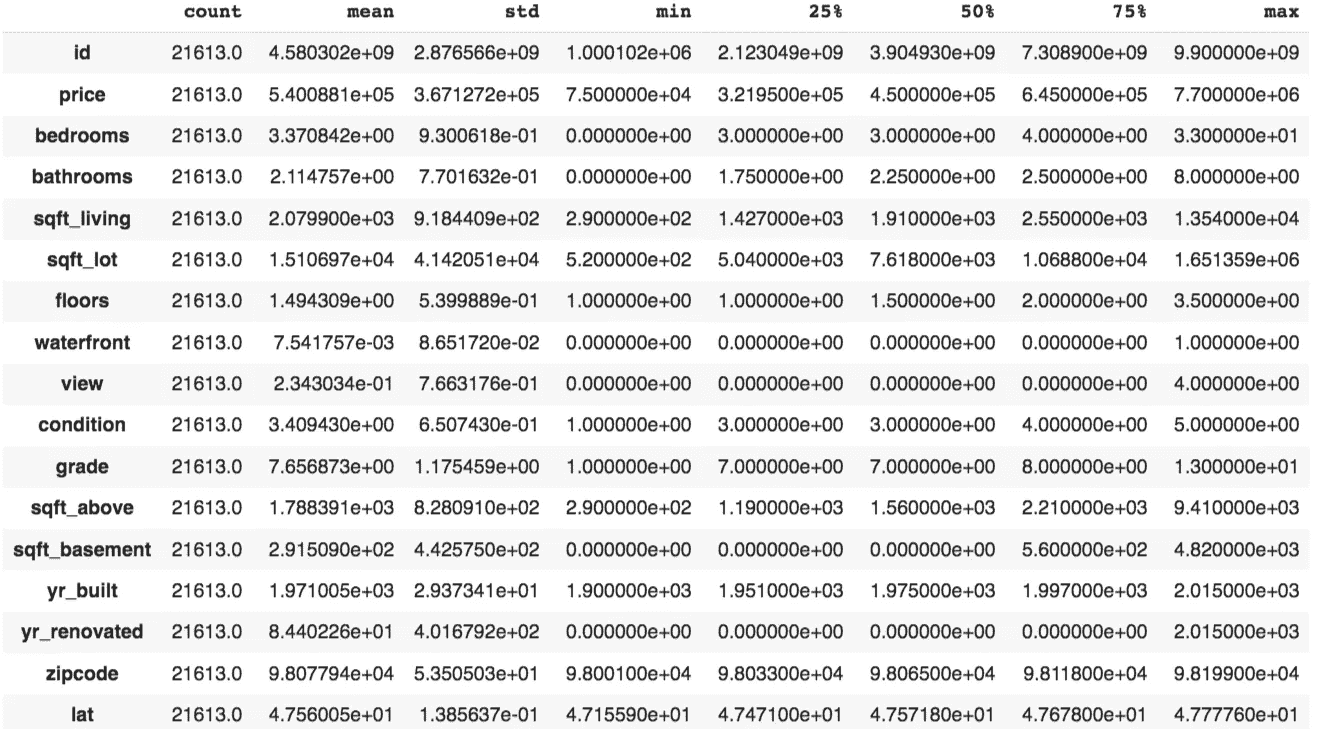 count mean std min 25% 50% 75% max
id 21613.0 4.580302e+09 2.876566e+09 1.000102e+06 2.123049e+09 3.904930e+09 7.308900e+09 9.900000e+09
price 21613.0 5.400881e+05 3.671272e+05 7.500000e+04 3.219500e+05 4.500000e+05 6.450000e+05 7.700000e+06
bedrooms 21613.0 3.370842e+00 9.300618e-01 0.000000e+00 3.000000e+00 3.000000e+00 4.000000e+00 3.300000e+01
bathrooms 21613.0 2.114757e+00 7.701632e-01 0.000000e+00 1.750000e+00 2.250000e+00 2.500000e+00 8.000000e+00
sqft_living 21613.0 2.079900e+03 9.184409e+02 2.900000e+02 1.427000e+03 1.910000e+03 2.550000e+03 1.354000e+04
sqft_lot 21613.0 1.510697e+04 4.142051e+04 5.200000e+02 5.040000e+03 7.618000e+03 1.068800e+04 1.651359e+06
floors 21613.0 1.494309e+00 5.399889e-01 1.000000e+00 1.000000e+00 1.500000e+00 2.000000e+00 3.500000e+00
waterfront 21613.0 7.541757e-03 8.651720e-02 0.000000e+00 0.000000e+00 0.000000e+00 0.000000e+00 1.000000e+00
view 21613.0 2.343034e-01 7.663176e-01 0.000000e+00 0.000000e+00 0.000000e+00 0.000000e+00 4.000000e+00
condition 21613.0 3.409430e+00 6.507430e-01 1.000000e+00 3.000000e+00 3.000000e+00 4.000000e+00 5.000000e+00
grade 21613.0 7.656873e+00 1.175459e+00 1.000000e+00 7.000000e+00 7.000000e+00 8.000000e+00 1.300000e+01
sqft_above 21613.0 1.788391e+03 8.280910e+02 2.900000e+02 1.190000e+03 1.560000e+03 2.210000e+03 9.410000e+03
sqft_basement 21613.0 2.915090e+02 4.425750e+02 0.000000e+00 0.000000e+00 0.000000e+00 5.600000e+02 4.820000e+03
yr_built 21613.0 1.971005e+03 2.937341e+01 1.900000e+03 1.951000e+03 1.975000e+03 1.997000e+03 2.015000e+03
yr_renovated 21613.0 8.440226e+01 4.016792e+02 0.000000e+00 0.000000e+00 0.000000e+00 0.000000e+00 2.015000e+03
zipcode 21613.0 9.807794e+04 5.350503e+01 9.800100e+04 9.803300e+04 9.806500e+04 9.811800e+04 9.819900e+04
lat 21613.0 4.756005e+01 1.385637e-01 4.715590e+01 4.747100e+01 4.757180e+01 4.767800e+01 4.777760e+01